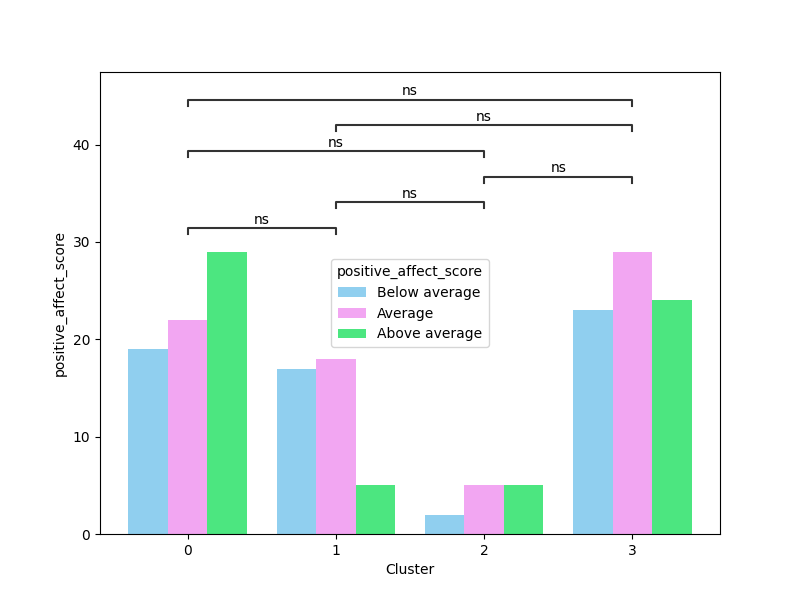 ns
ns
ns
ns
ns
ns
positive_affect_score
Below average
Average
Above average
positive_affect_score
40
30
20
10
0
0 1 2 3
Cluster